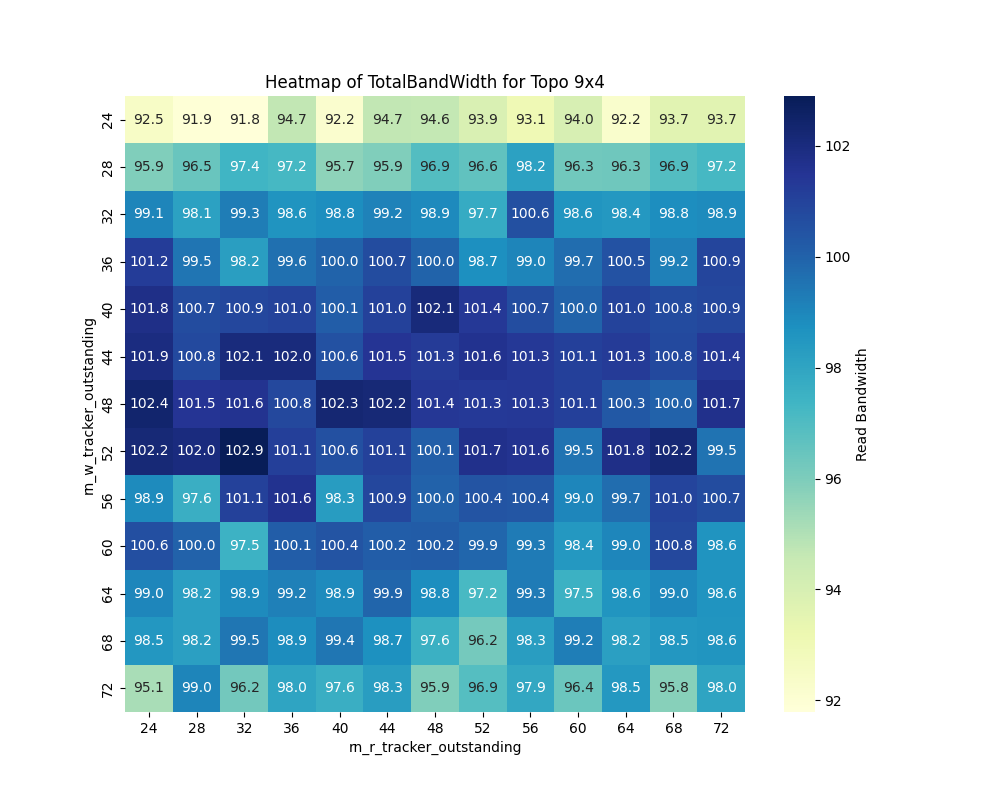 Heatmap of TotalBandWidth for Topo 9x4
24 92.5 91.9 91.8 94.7 92.2 94.7 94.6 93.9 93.1 94.0 92.2 93.7 93.7
28 95.9 96.5 97.4 97.2 95.7 95.9 96.9 96.6 98.2 96.3 96.3 96.9 97.2
32 99.1 98.1 99.3 98.6 98.8 99.2 98.9 97.7 100.6 98.6 98.4 98.8 98.9
36 101.2 99.5 98.2 99.6 100.0 100.7 100.0 98.7 99.0 99.7 100.5 99.2 100.9
40 101.8 100.7 100.9 101.0 100.1 101.0 102.1 101.4 100.7 100.0 101.0 100.8 100.9
44 101.9 100.8 102.1 102.0 100.6 101.5 101.3 101.6 101.3 101.1 101.3 100.8 101.4
48 102.4 101.5 101.6 100.8 102.3 102.2 101.4 101.3 101.3 101.1 100.3 100.0 101.7
52 102.2 102.0 102.9 101.1 100.6 101.1 100.1 101.7 101.6 99.5 101.8 102.2 99.5
56 98.9 97.6 101.1 101.6 98.3 100.9 100.0 100.4 100.4 99.0 99.7 101.0 100.7
60 100.6 100.0 97.5 100.1 100.4 100.2 100.2 99.9 99.3 98.4 99.0 100.8 98.6
64 99.0 98.2 98.9 99.2 98.9 99.9 98.8 97.2 99.3 97.5 98.6 99.0 98.6
68 98.5 98.2 99.5 98.9 99.4 98.7 97.6 96.2 98.3 99.2 98.2 98.5 98.6
72 95.1 99.0 96.2 98.0 97.6 98.3 95.9 96.9 97.9 96.4 98.5 95.8 98.0
24 28 32 36 40 44 48 52 56 60 64 68 72
rn_r_tracker_outstanding
rn_w_tracker_outstanding
102
100
98
96
94
92
Read Bandwidth